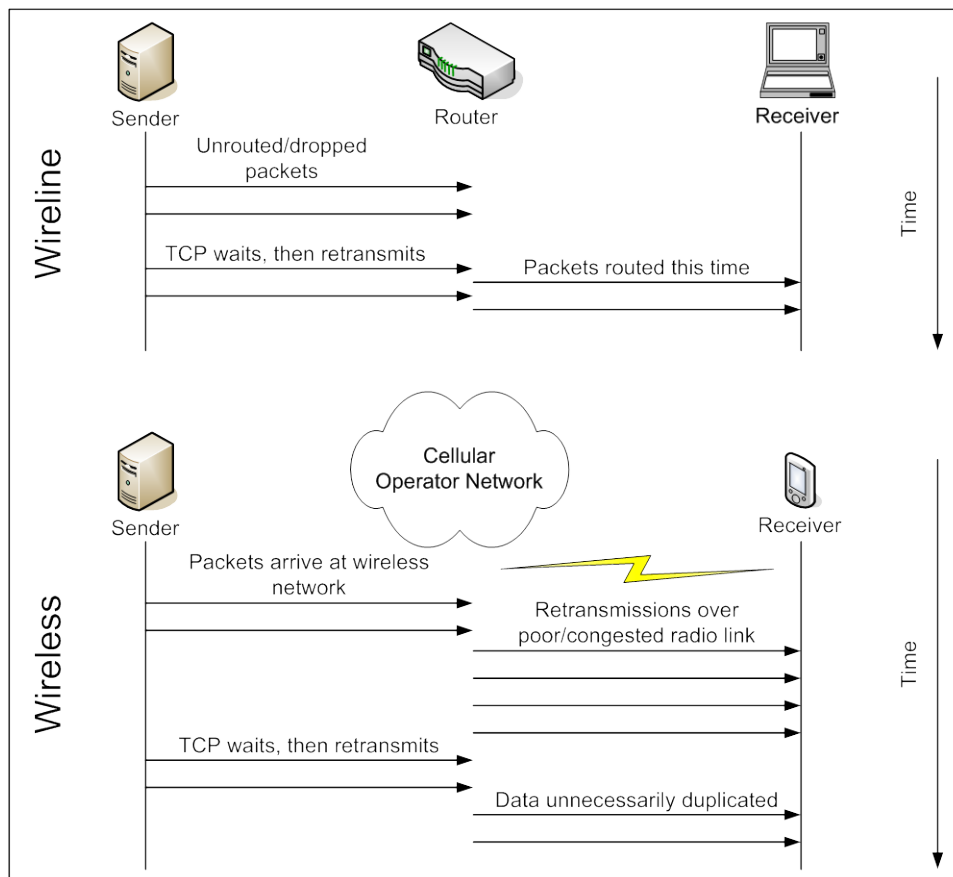 Sender
Router
Receiver
Wireline
Unrouted/dropped
packets
TCP waits, then retransmits
Packets routed this time
Time
Cellular
Operator Network
Sender
Receiver
Wireless
Packets arrive at wireless
network
Retransmissions over
poor/congested radio link
TCP waits, then retransmits
Data unnecessarily duplicated
Time